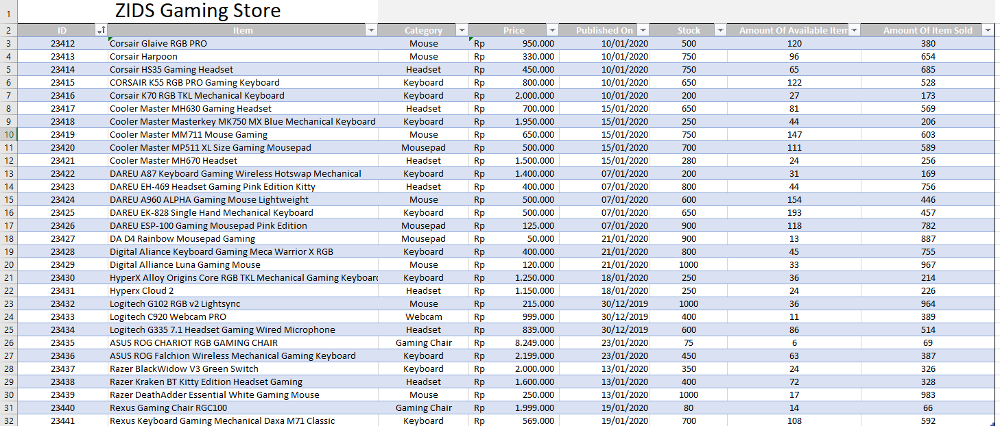 1 ZIDS Gaming Store
2 ID Item Category Price Published On Stock Amount Of Available Item Amount Of Item Sold
3 23412 Corsair Glaive RGB PRO Mouse Rp 950.000 10/01/2020 500 120 380
4 23413 Corsair Harpoon Mouse Rp 330.000 10/01/2020 750 96 654
5 23414 Corsair HS35 Gaming Headset Headset Rp 450.000 10/01/2020 750 65 685
6 23415 CORSAIR K55 RGB PRO Gaming Keyboard Keyboard Rp 800.000 10/01/2020 650 122 528
7 23416 Corsair K70 RGB TKL Mechanical Keyboard Keyboard Rp 2.000.000 10/01/2020 200 27 173
8 23417 Cooler Master MH630 Gaming Headset Headset Rp 700.000 15/01/2020 650 81 569
9 23418 Cooler Master Masterkey MK750 MX Blue Mechanical Keyboard Keyboard Rp 1.950.000 15/01/2020 250 44 206
10 23419 Cooler Master MM711 Mouse Gaming Mouse Rp 650.000 15/01/2020 750 147 603
11 23420 Cooler Master MP511 XL Size Gaming Mousepad Mousepad Rp 500.000 15/01/2020 700 111 589
12 23421 Cooler Master MH670 Headset Headset Rp 1.500.000 15/01/2020 280 24 256
13 23422 DAREU A87 Keyboard Gaming Wireless Hotswap Mechanical Keyboard Rp 1.400.000 07/01/2020 200 31 169
14 23423 DAREU EH-469 Headset Gaming Pink Edition Kitty Headset Rp 400.000 07/01/2020 800 44 756
15 23424 DAREU A960 ALPHA Gaming Mouse Lightweight Mouse Rp 500.000 07/01/2020 600 154 446
16 23425 DAREU EK-828 Single Hand Mechanical Keyboard Keyboard Rp 500.000 07/01/2020 650 193 457
17 23426 DAREU ESP-100 Gaming Mousepad Pink Edition Mousepad Rp 125.000 07/01/2020 900 118 782
18 23427 DA D4 Rainbow Mousepad Gaming Mousepad Rp 50.000 21/01/2020 900 13 887
19 23428 Digital Aliance Keyboard Gaming Meca Warrior X RGB Keyboard Rp 400.000 21/01/2020 800 45 755
20 23429 Digital Alliance Luna Gaming Mouse Mouse Rp 120.000 21/01/2020 1000 33 967
21 23430 HyperX Alloy Origins Core RGB TKL Mechanical Gaming Keyboard Keyboard Rp 1.250.000 18/01/2020 250 36 214
22 23431 Hyperx Cloud 2 Headset Rp 1.150.000 18/01/2020 250 24 226
23 23432 Logitech G102 RGB v2 Lightsync Mouse Rp 215.000 30/12/2019 1000 36 964
24 23433 Logitech C920 Webcam PRO Webcam Rp 999.000 30/12/2019 400 11 389
25 23434 Logitech G335 7.1 Headset Gaming Wired Microphone Headset Rp 839.000 30/12/2019 600 86 514
26 23435 ASUS ROG CHARIOT RGB GAMING CHAIR Gaming Chair Rp 8.249.000 23/01/2020 75 6 69
27 23436 ASUS ROG Falchion Wireless Mechanical Gaming Keyboard Keyboard Rp 2.199.000 23/01/2020 450 63 387
28 23437 Razer BlackWidow V3 Green Switch Keyboard Rp 2.000.000 13/01/2020 350 24 326
29 23438 Razer Kraken BT Kitty Edition Headset Gaming Headset Rp 1.600.000 13/01/2020 400 72 328
30 23439 Razer DeathAdder Essential White Gaming Mouse Mouse Rp 250.000 13/01/2020 1000 17 983
31 23440 Rexus Gaming Chair RGC100 Gaming Chair Rp 1.999.000 19/01/2020 80 14 66
32 23441 Rexus Keyboard Gaming Mechanical Daxa M71 Classic Keyboard Rp 569.000 19/01/2020 700 108 592